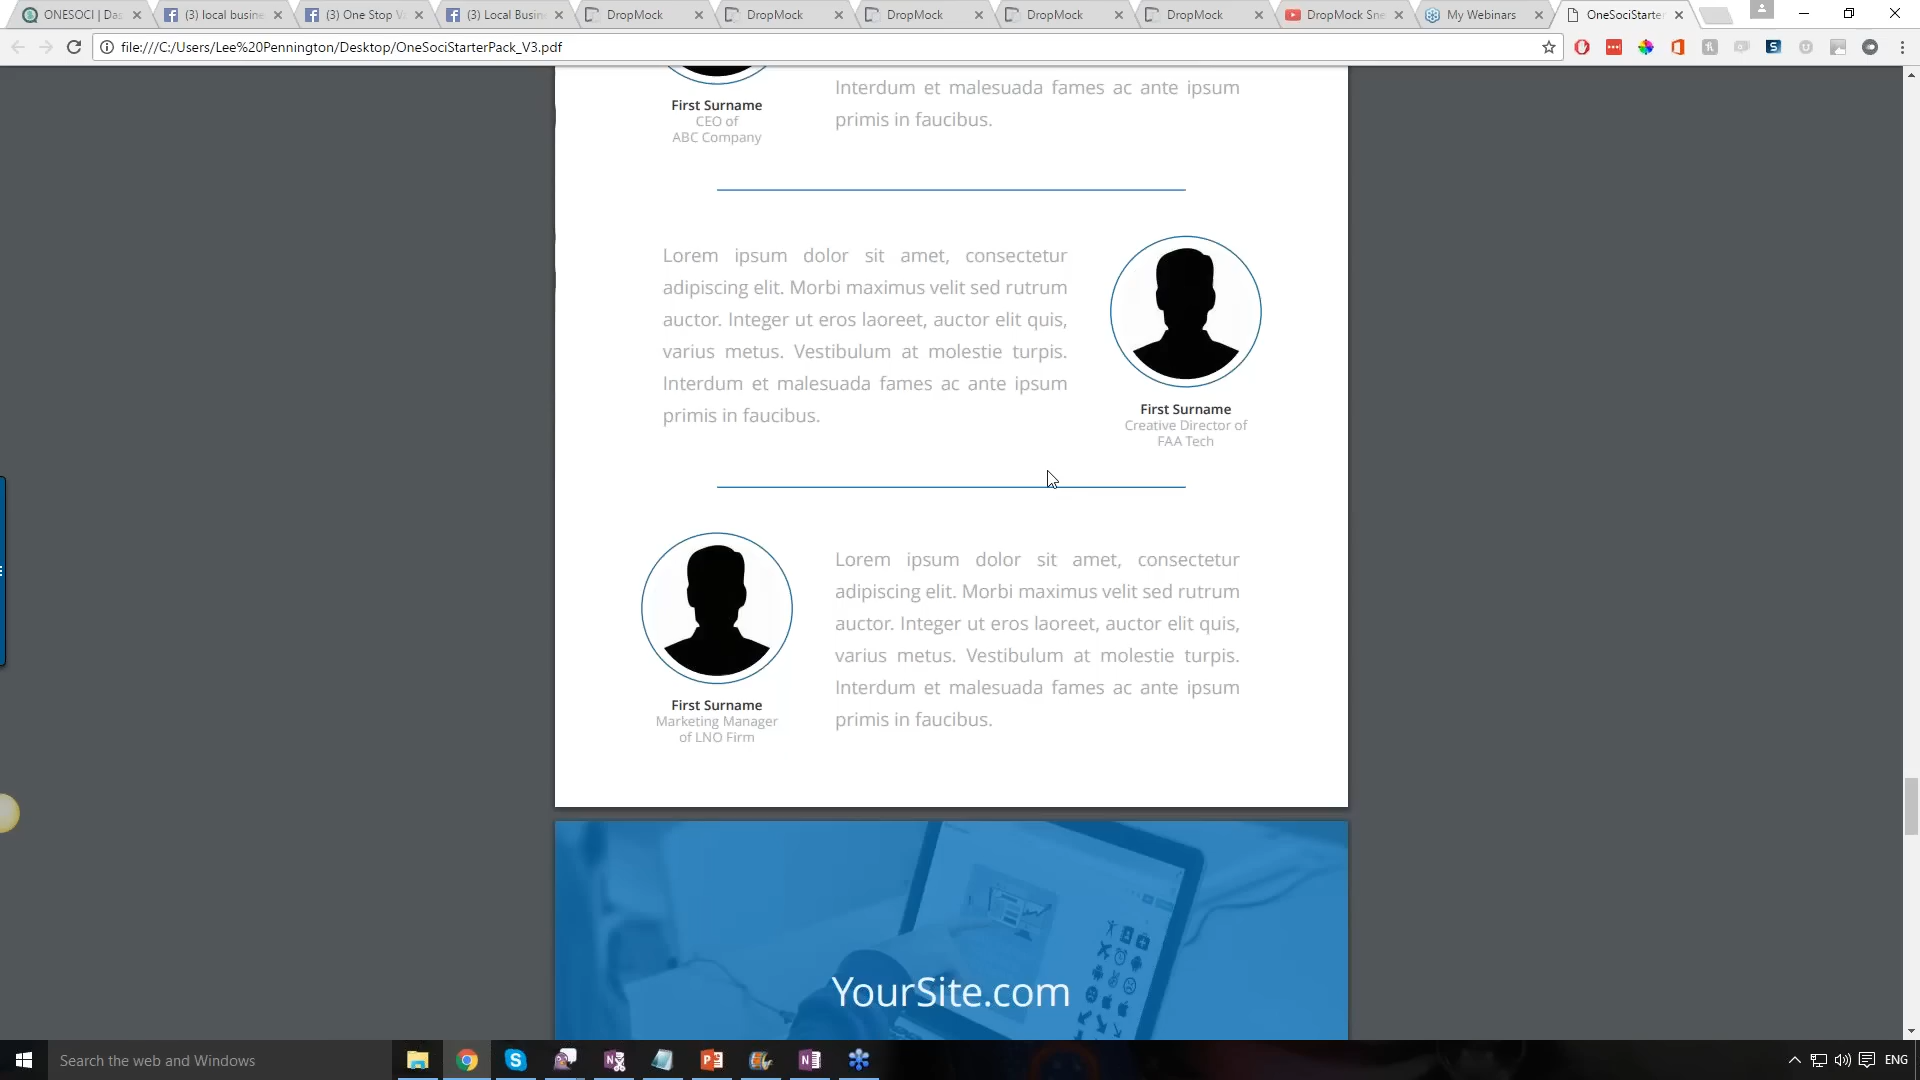 ONESOCI | Das
(3) local busine
(3) One Stop V
(3) Local Busin
DropMock
DropMock
DropMock
DropMock
DropMock
DropMock Sne
My Webinars
OneSociStarter
file:///C:/Users/Lee%20Pennington/Desktop/OneSociStarterPack_V3.pdf
Interdum et malesuada fames ac ante ipsum
primis in faucibus.
First Surname
CEO of
ABC Company
Lorem ipsum dolor sit amet, consectetur
adipiscing elit. Morbi maximus velit sed rutrum
auctor. Integer ut eros laoreet, auctor elit quis,
varius metus. Vestibulum at molestie turpis.
Interdum et malesuada fames ac ante ipsum
primis in faucibus.
First Surname
Creative Director of
FAA Tech
Lorem ipsum dolor sit amet, consectetur
adipiscing elit. Morbi maximus velit sed rutrum
auctor. Integer ut eros laoreet, auctor elit quis,
varius metus. Vestibulum at molestie turpis.
Interdum et malesuada fames ac ante ipsum
primis in faucibus.
First Surname
Marketing Manager
of LNO Firm
YourSite.com
Search the web and Windows
ENG